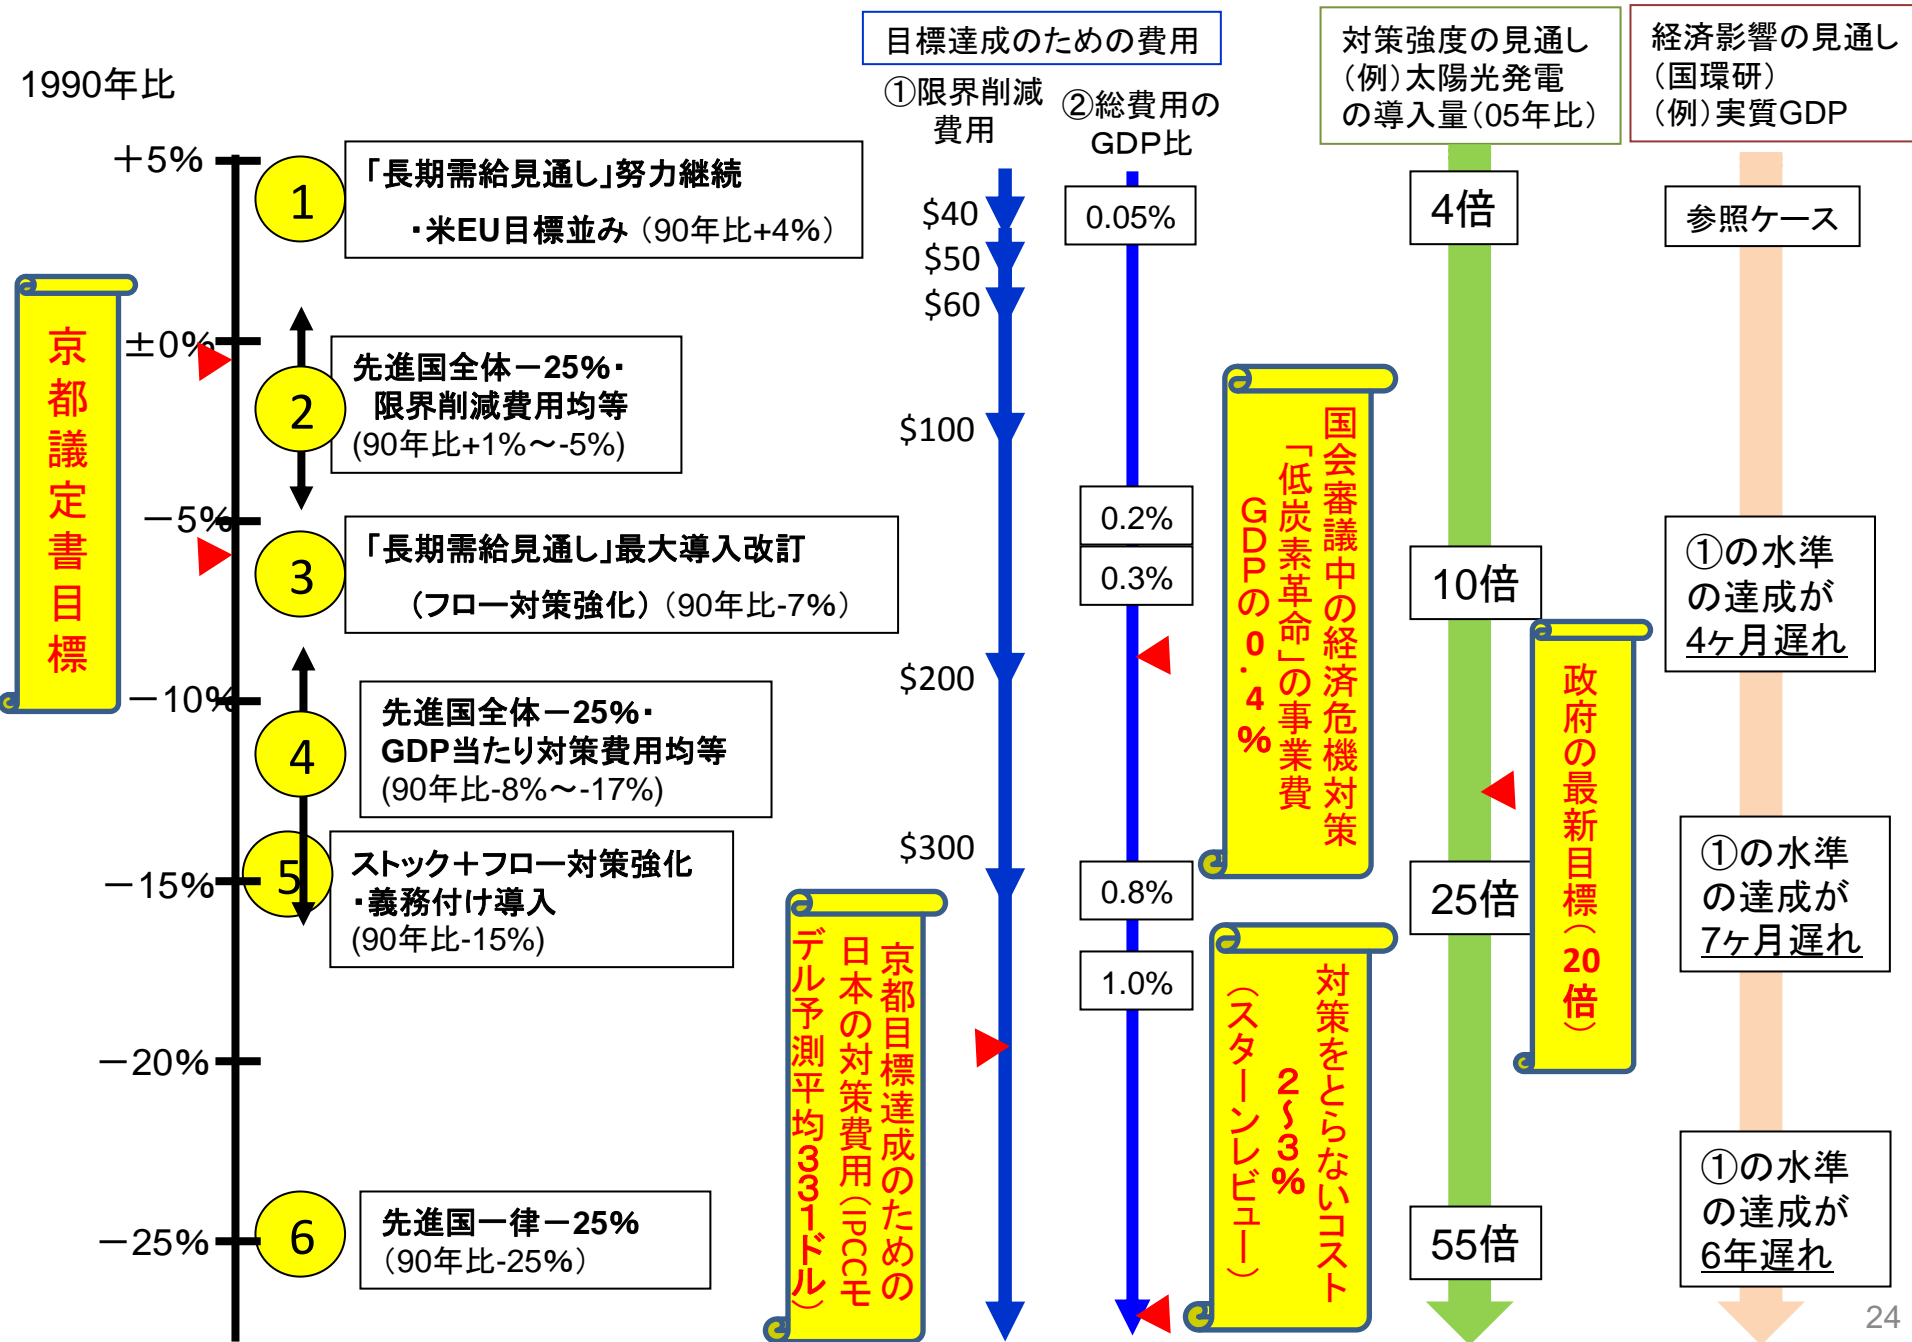 1990年比
＋5%
±0%
－5%
－10%
－15%
－20%
－25%
京都議定書目標
1
「長期需給見通し」努力継続
・米EU目標並み（90年比+4%）
2
先進国全体－25%・
限界削減費用均等
(90年比+1%～-5%)
3
「長期需給見通し」最大導入改訂
（フロー対策強化）（90年比-7%）
4
先進国全体－25%・
GDP当たり対策費用均等
(90年比-8%～-17%)
5
ストック＋フロー対策強化
・義務付け導入
(90年比-15%)
6
先進国一律－25%
（90年比-25%）
目標達成のための費用
①限界削減
費用
$40
$50
$60
$100
$200
$300
②総費用の
GDP比
0.05%
0.2%
0.3%
0.8%
1.0%
京都目標達成のための
日本の対策費用（IPCCモ
デル予測平均331ドル）
国会審議中の経済危機対策
「低炭素革命」の事業費
GDPの0.4%
対策をとらないコスト
2～3%
（スターンレビュー）
対策強度の見通し
（例）太陽光発電
の導入量（05年比）
4倍
10倍
25倍
55倍
政府の最新目標（20倍）
経済影響の見通し
（国環研）
（例）実質GDP
参照ケース
①の水準
の達成が
4ヶ月遅れ
①の水準
の達成が
7ヶ月遅れ
①の水準
の達成が
6年遅れ
24